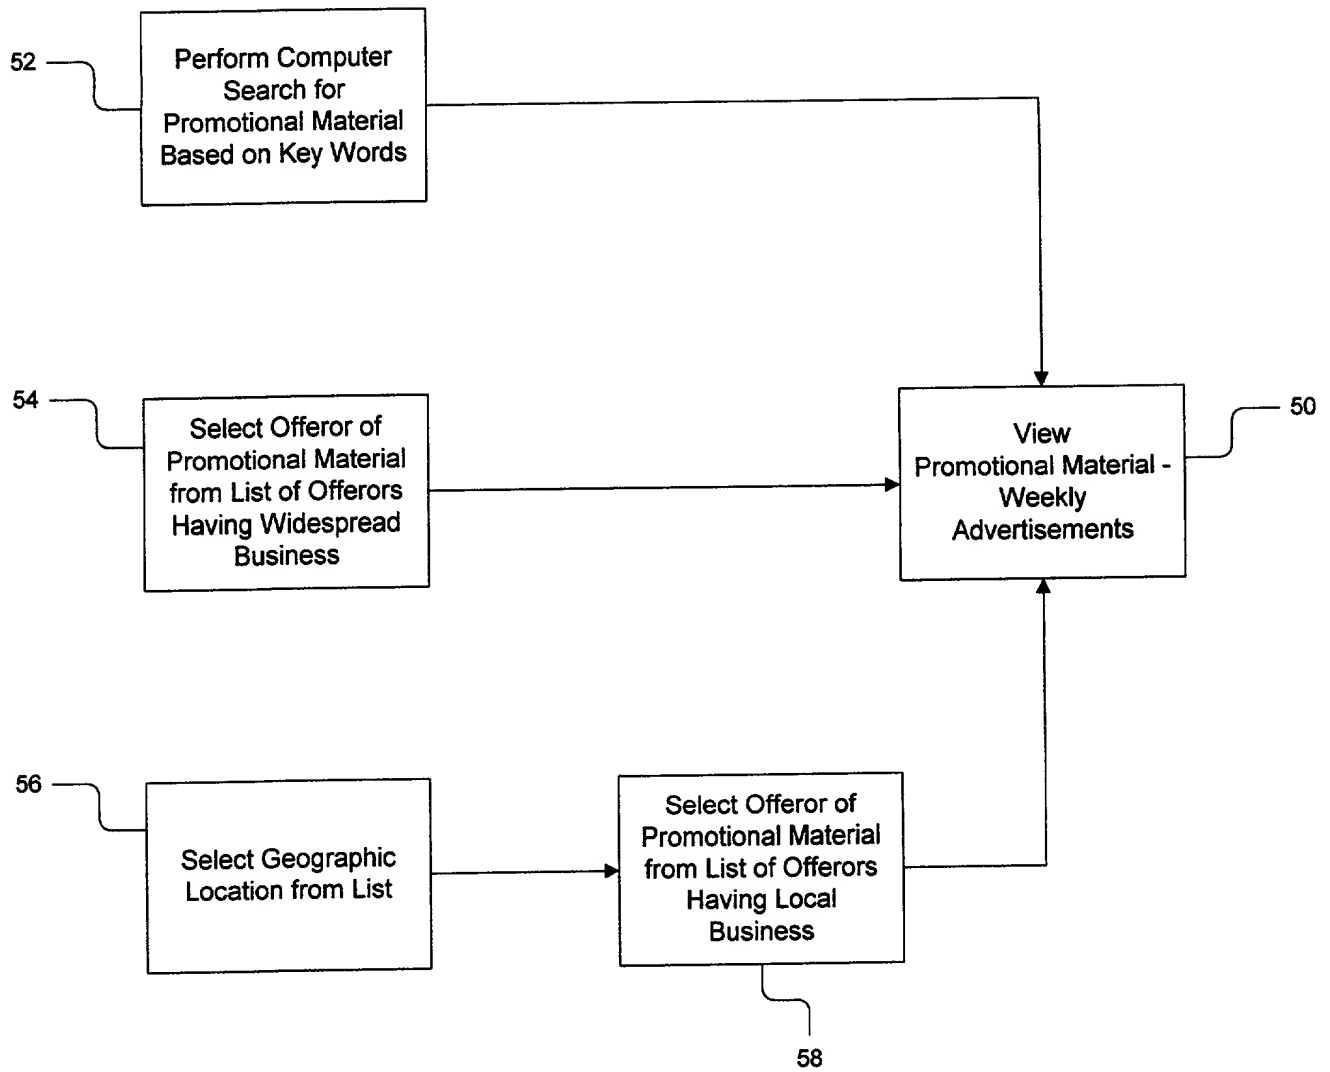 52
Perform Computer
Search for
Promotional Material
Based on Key Words
54
Select Offeror of
Promotional Material
from List of Offerors
Having Widespread
Business
View
Promotional Material -
Weekly
Advertisements
50
56
Select Geographic
Location from List
Select Offeror of
Promotional Material
from List of Offerors
Having Local
Business
58